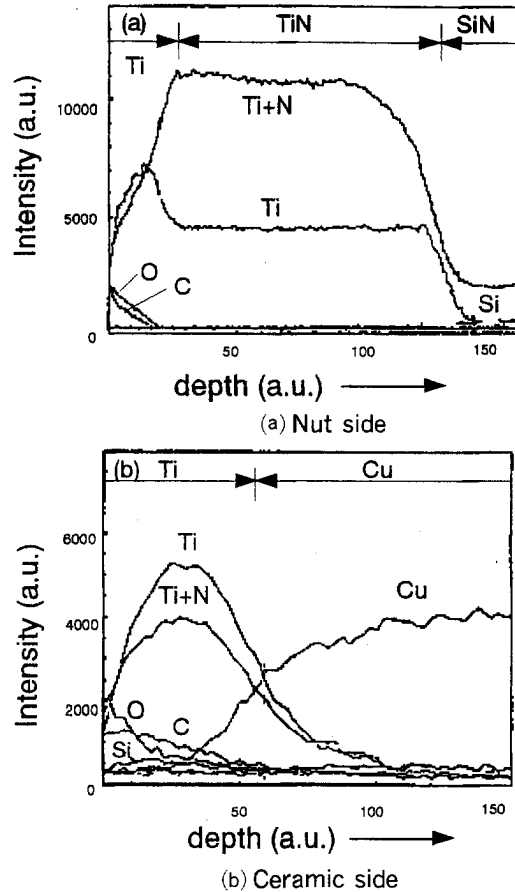 (a)
TiN
SiN
Ti
Ti+N
Ti
O
C
Si
Intensity (a.u.)
10000
5000
0
50
100
150
depth (a.u.)
(a) Nut side
(b)
Ti
Cu
Ti
Ti+N
Cu
O
C
Si
Intensity (a.u.)
6000
4000
2000
0
50
100
150
depth (a.u.)
(b) Ceramic side